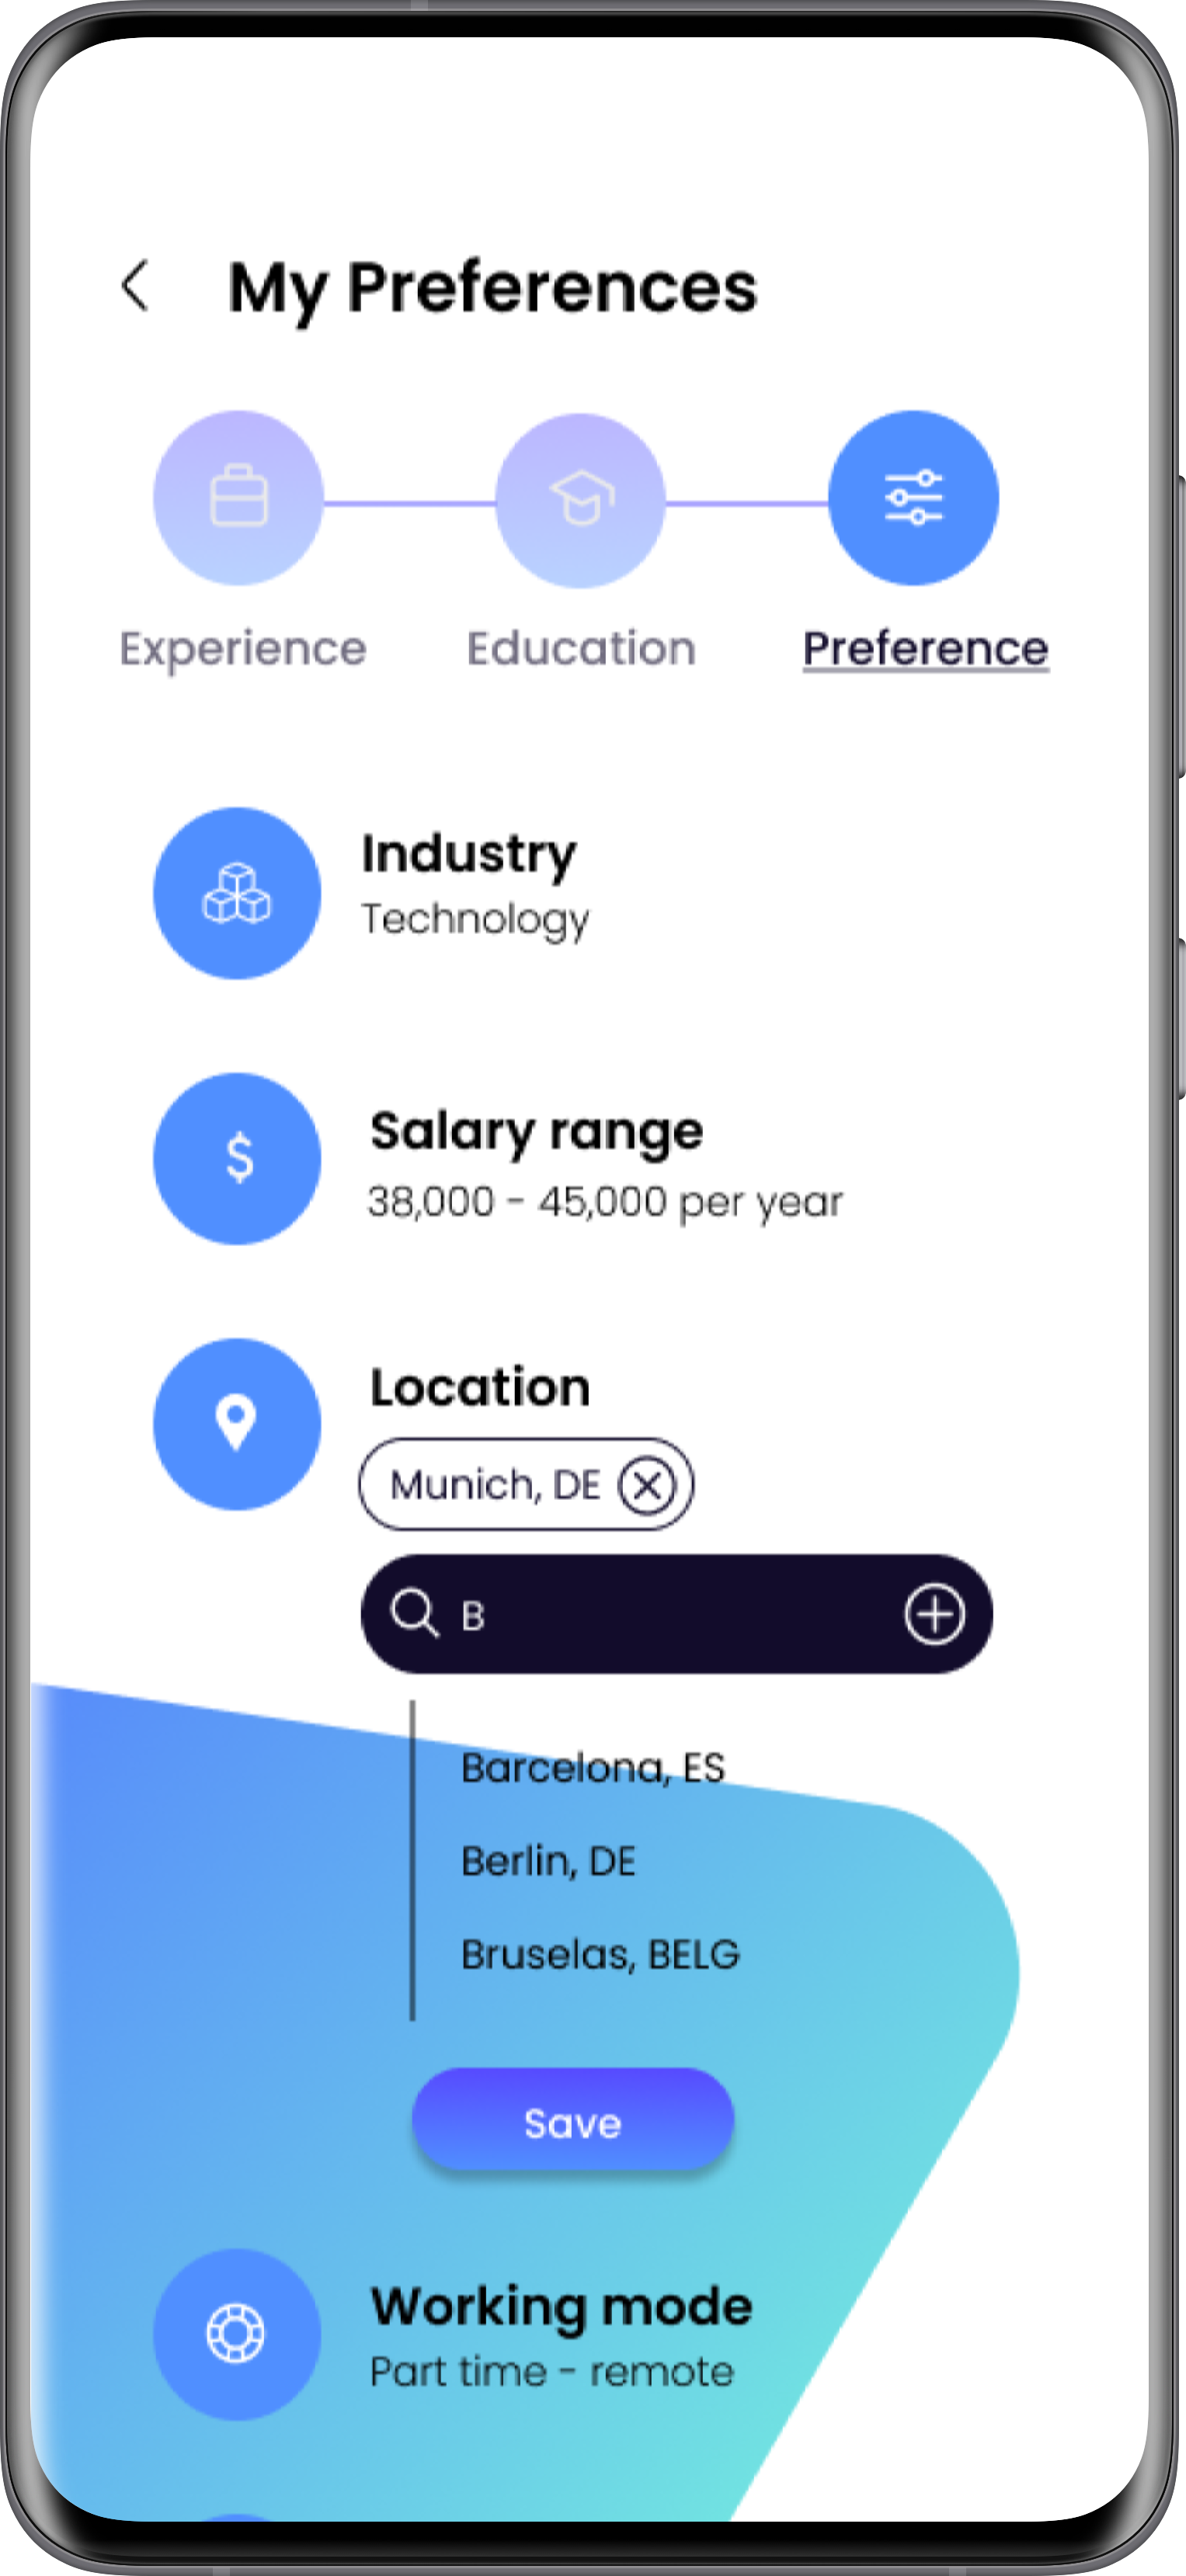 My Preferences
Experience
Education
Preference
Industry
Technology
$
Salary range
38,000 - 45,000 per year
Location
Munich, DE
B
Barcelona, ES
Berlin, DE
Bruselas, BELG
Save
Working mode
Part time - remote